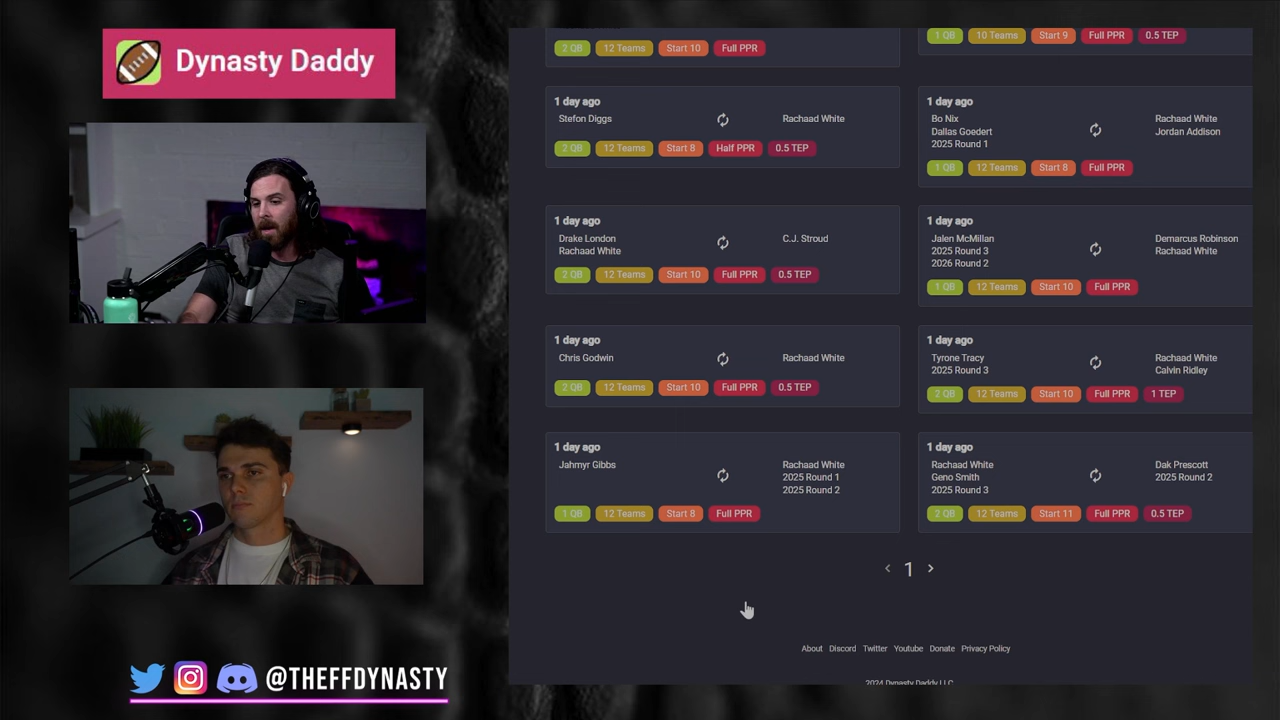 Dynasty Daddy
2 QB 12 Teams Start 10 Full PPR
1 QB 10 Teams Start 9 Full PPR 0.5 TEP
1 day ago
Stefon Diggs
Rachaad White
2 QB 12 Teams Start 8 Half PPR 0.5 TEP
1 day ago
Bo Nix
Dallas Goedert
2025 Round 1
Rachaad White
Jordan Addison
1 QB 12 Teams Start 8 Full PPR
1 day ago
Drake London
Rachaad White
C.J. Stroud
2 QB 12 Teams Start 10 Full PPR 0.5 TEP
1 day ago
Jalen McMillan
2025 Round 3
2026 Round 2
Demarcus Robinson
Rachaad White
1 QB 12 Teams Start 10 Full PPR
1 day ago
Chris Godwin
Rachaad White
2 QB 12 Teams Start 10 Full PPR 0.5 TEP
1 day ago
Tyrone Tracy
2025 Round 3
Rachaad White
Calvin Ridley
2 QB 12 Teams Start 10 Full PPR 1 TEP
1 day ago
Jahmyr Gibbs
Rachaad White
2025 Round 1
2025 Round 2
1 QB 12 Teams Start 8 Full PPR
1 day ago
Rachaad White
Geno Smith
2025 Round 3
Dak Prescott
2025 Round 2
2 QB 12 Teams Start 11 Full PPR 0.5 TEP
< 1 >
About Discord Twitter Youtube Donate Privacy Policy
2024 Dynasty Daddy LLC
@THEFFDYNASTY